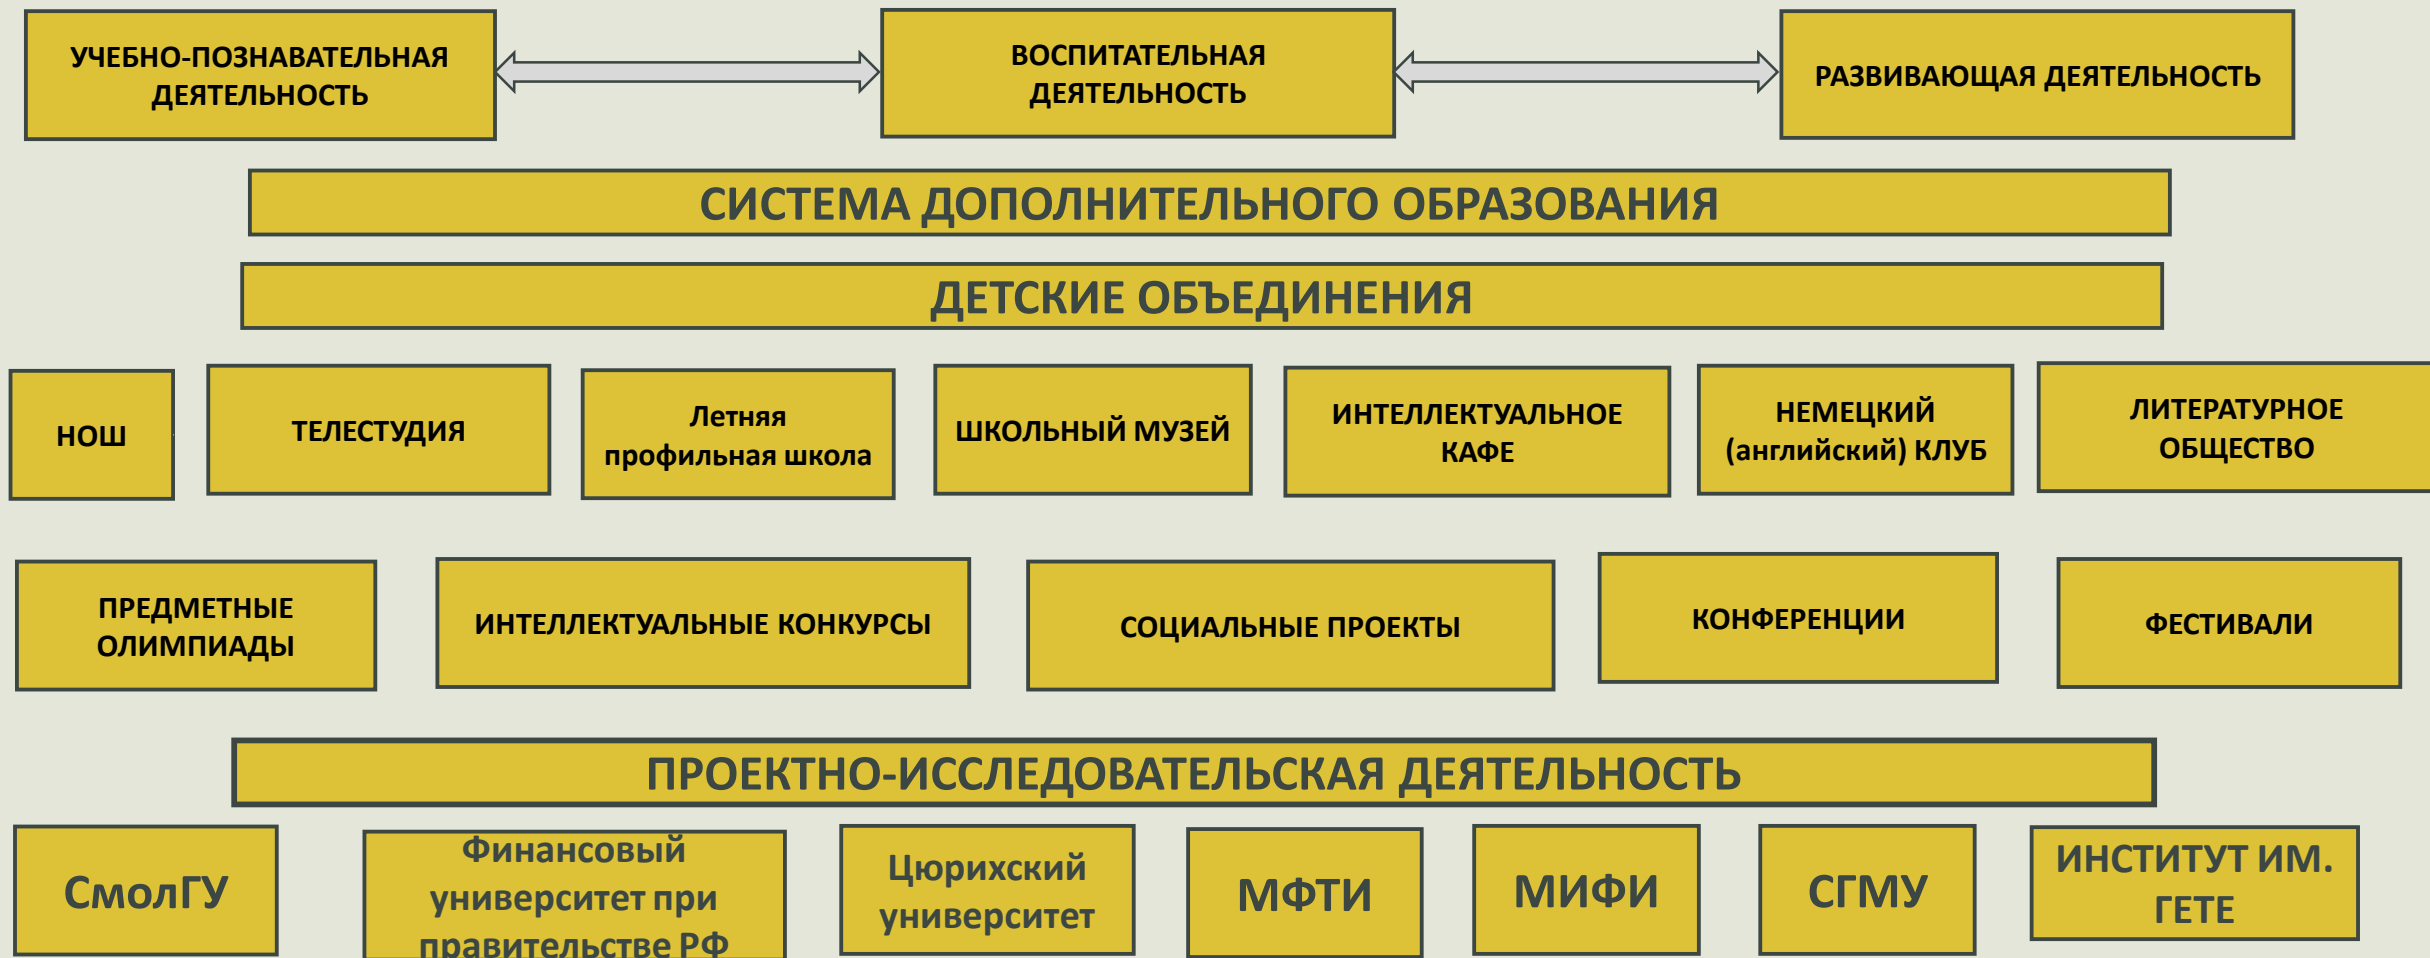 УЧЕБНО-ПОЗНАВАТЕЛЬНАЯ
ДЕЯТЕЛЬНОСТЬ
ВОСПИТАТЕЛЬНАЯ
ДЕЯТЕЛЬНОСТЬ
РАЗВИВАЮЩАЯ ДЕЯТЕЛЬНОСТЬ
СИСТЕМА ДОПОЛНИТЕЛЬНОГО ОБРАЗОВАНИЯ
ДЕТСКИЕ ОБЪЕДИНЕНИЯ
НОШ
ТЕЛЕСТУДИЯ
Летняя
профильная школа
ШКОЛЬНЫЙ МУЗЕЙ
ИНТЕЛЛЕКТУАЛЬНОЕ
КАФЕ
НЕМЕЦКИЙ
(английский) КЛУБ
ЛИТЕРАТУРНОЕ
ОБЩЕСТВО
ПРЕДМЕТНЫЕ
ОЛИМПИАДЫ
ИНТЕЛЛЕКТУАЛЬНЫЕ КОНКУРСЫ
СОЦИАЛЬНЫЕ ПРОЕКТЫ
КОНФЕРЕНЦИИ
ФЕСТИВАЛИ
ПРОЕКТНО-ИССЛЕДОВАТЕЛЬСКАЯ ДЕЯТЕЛЬНОСТЬ
СмолГУ
Финансовый
университет при
правительстве РФ
Цюрихский
университет
МФТИ
МИФИ
СГМУ
ИНСТИТУТ ИМ.
ГЕТЕ